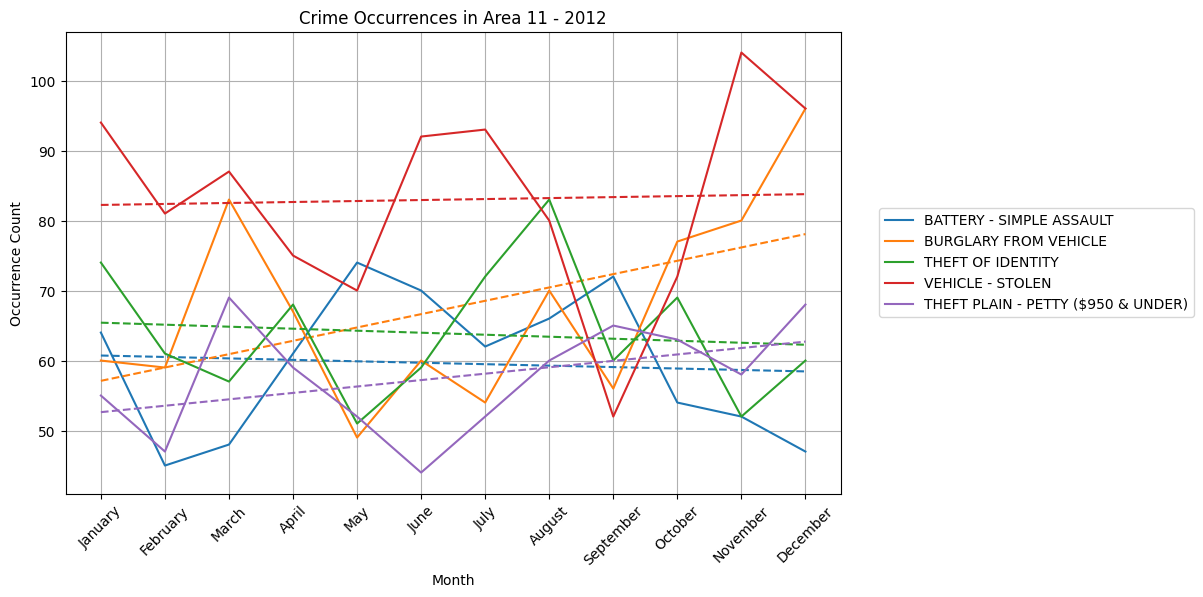 Crime Occurrences in Area 11 - 2012
Occurrence Count
100
90
80
70
60
50
January
February
March
April
May
June
July
August
September
October
November
December
Month
BATTERY - SIMPLE ASSAULT
BURGLARY FROM VEHICLE
THEFT OF IDENTITY
VEHICLE - STOLEN
THEFT PLAIN - PETTY ($950 & UNDER)